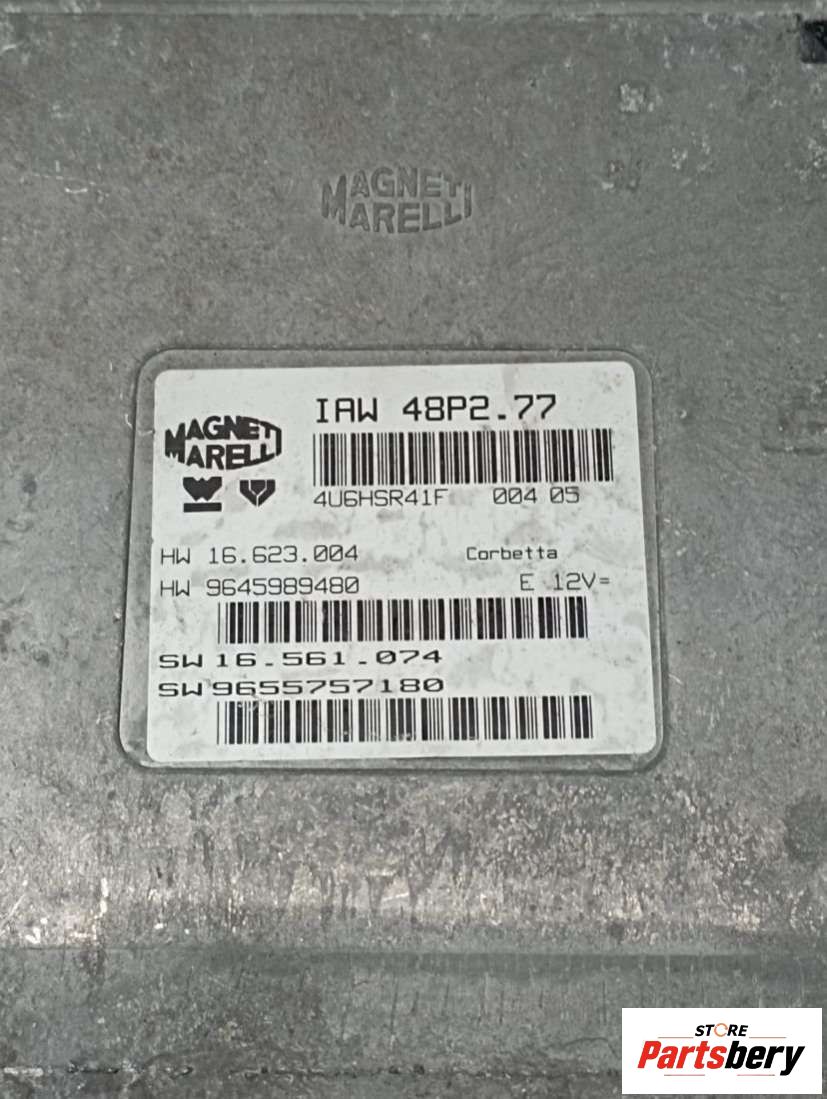 MAGNETI
MARELLI
IAW 48P2.77
MAGNETI
MARELLI
4U6HSR41F 004 05
HW 16.623.004 Corbetta
HW 9645989480 E 12V=
SW 16.561.074
SW 9655757180
STORE
Partsbery